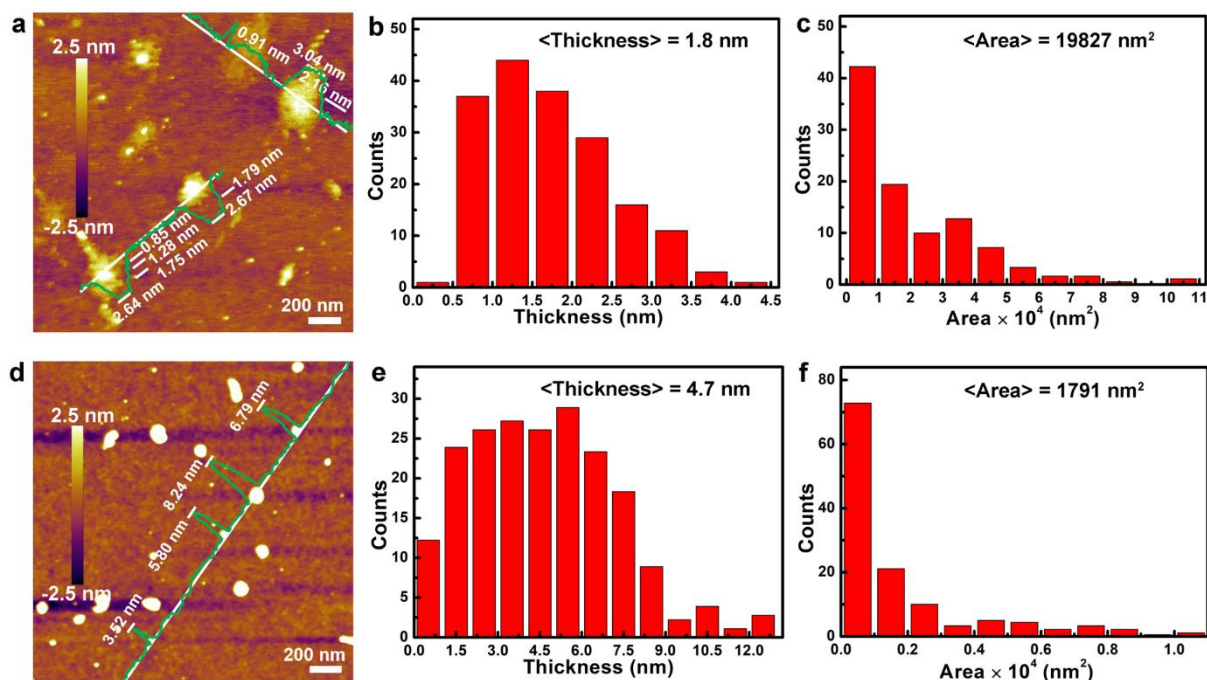 a
2.5 nm
-2.5 nm
0.91 nm
3.04 nm
2.16 nm
1.79 nm
2.67 nm
0.85 nm
1.28 nm
1.75 nm
2.64 nm
200 nm
b
<Thickness> = 1.8 nm
Counts
50
40
30
20
10
0
0.0 0.5 1.0 1.5 2.0 2.5 3.0 3.5 4.0 4.5
Thickness (nm)
c
<Area> = 19827 nm²
Counts
50
40
30
20
10
0
0 1 2 3 4 5 6 7 8 9 10 11
Area × 10⁴ (nm²)
d
2.5 nm
-2.5 nm
6.79 nm
8.24 nm
5.80 nm
3.52 nm
200 nm
e
<Thickness> = 4.7 nm
Counts
30
25
20
15
10
5
0
0.0 1.5 3.0 4.5 6.0 7.5 9.0 10.5 12.0
Thickness (nm)
f
<Area> = 1791 nm²
Counts
80
60
40
20
0
0.0 0.2 0.4 0.6 0.8 1.0
Area × 10⁴ (nm²)